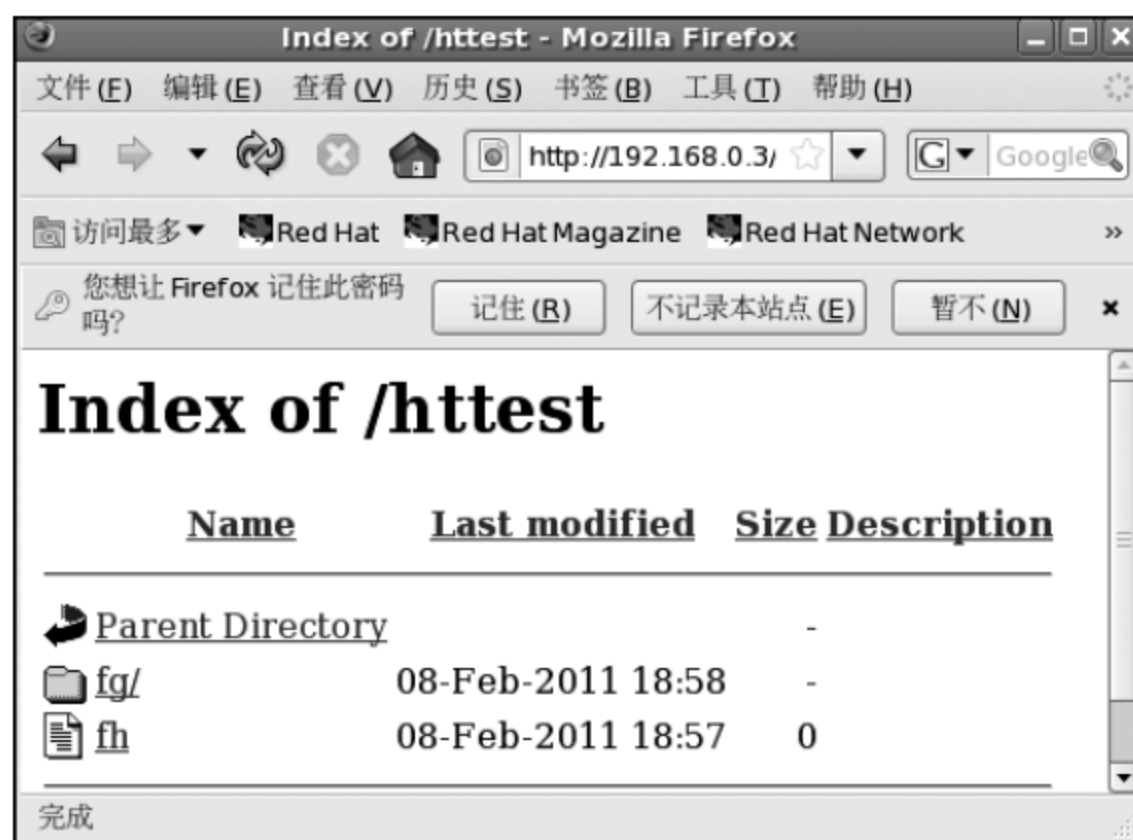 Index of /httest - Mozilla Firefox
文件(F) 编辑(E) 查看(V) 历史(S) 书签(B) 工具(T) 帮助(H)
http://192.168.0.3/ G Google
访问最多 Red Hat Red Hat Magazine Red Hat Network »
您想让 Firefox 记住此密码
吗?
记住(R) 不记录本站点(E) 暂不(N)
Index of /httest
Name Last modified Size Description
Parent Directory -
fg/ 08-Feb-2011 18:58 -
fh 08-Feb-2011 18:57 0
完成